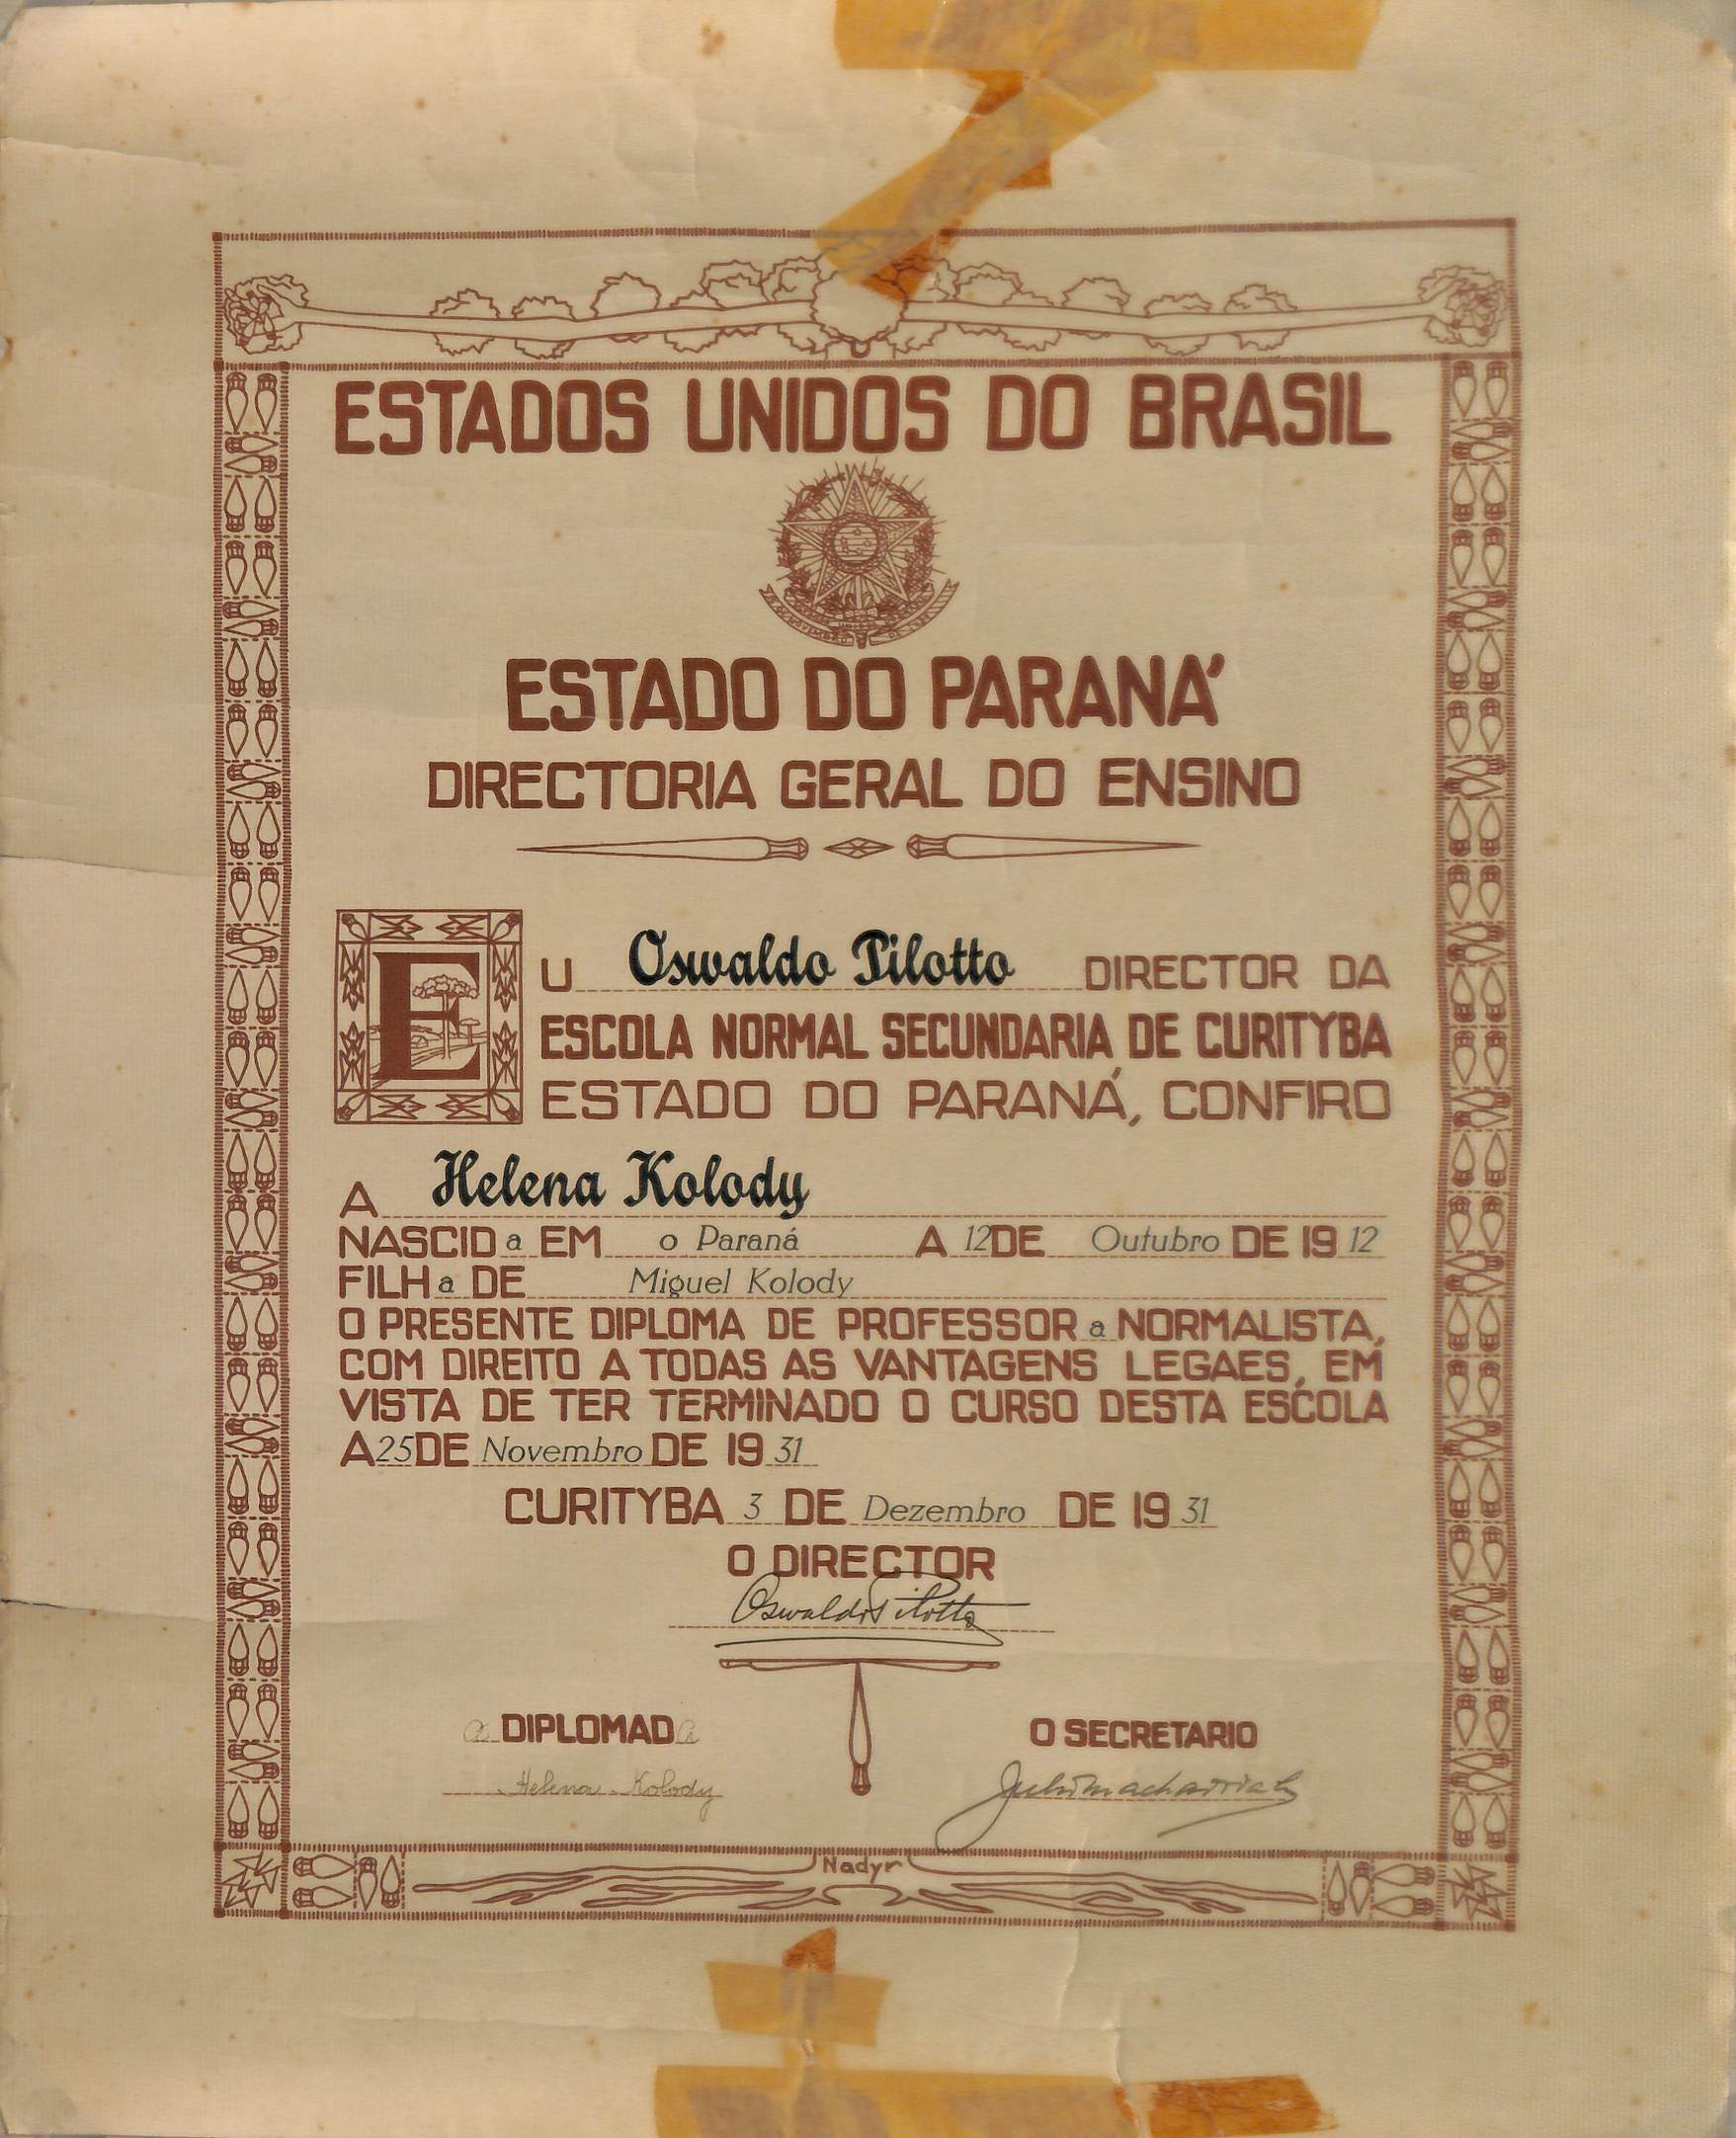 ESTADOS UNIDOS DO BRASIL
ESTADO DO PARANÁ
DIRECTORIA GERAL DO ENSINO
EU Oswaldo Pilotto DIRECTOR DA
ESCOLA NORMAL SECUNDARIA DE CURITYBA
ESTADO DO PARANÁ, CONFIRO
A Helena Kolody
NASCIDa EM o Paraná A 12 DE Outubro DE 1912
FILHa DE Miguel Kolody
O PRESENTE DIPLOMA DE PROFESSORa NORMALISTA,
COM DIREITO A TODAS AS VANTAGENS LEGAES, EM
VISTA DE TER TERMINADO O CURSO DESTA ESCOLA
A 25 DE Novembro DE 1931
CURITYBA 3 DE Dezembro DE 1931
O DIRECTOR
Oswaldo Pilotto
a DIPLOMADa
Helena Kolody
O SECRETARIO
Nadyr